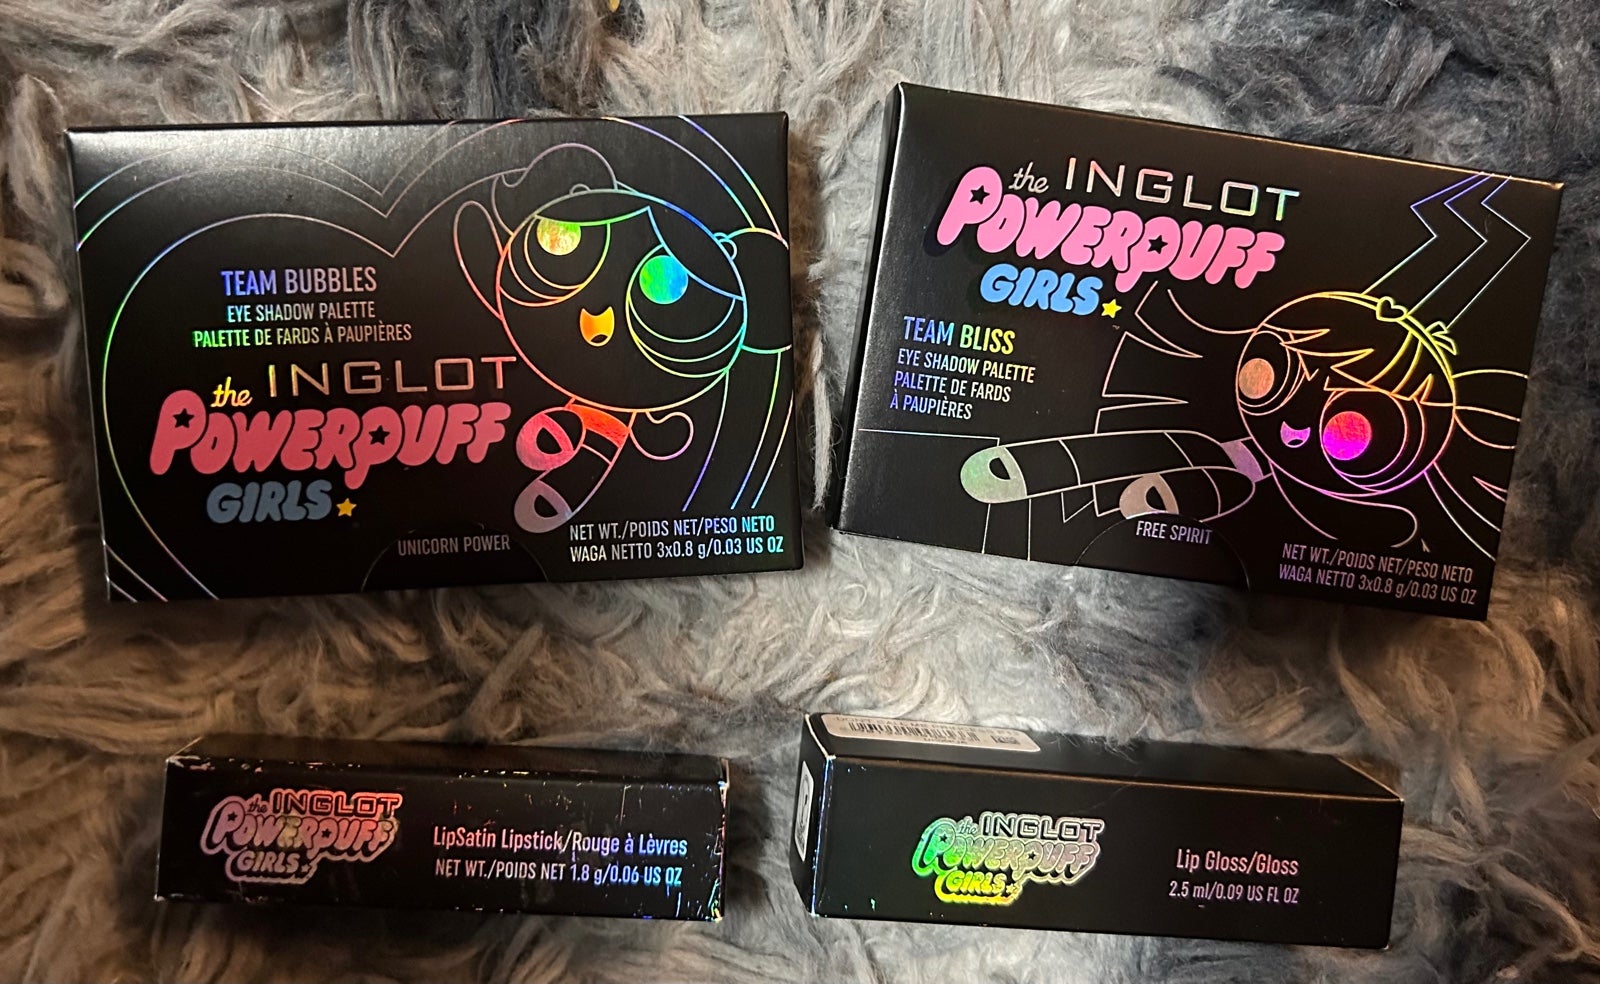 TEAM BUBBLES
EYE SHADOW PALETTE
PALETTE DE FARDS À PAUPIÈRES
the INGLOT
POWERPUFF
GIRLS
UNICORN POWER
NET WT./POIDS NET/PESO NETO
WAGA NETTO 3x0.8 g/0.03 US OZ
the INGLOT
POWERPUFF
GIRLS
TEAM BLISS
EYE SHADOW PALETTE
PALETTE DE FARDS
À PAUPIÈRES
FREE SPIRIT
NET WT./POIDS NET/PESO NETO
WAGA NETTO 3x0.8 g/0.03 US OZ
the INGLOT
POWERPUFF
GIRLS
LipSatin Lipstick/Rouge à Lèvres
NET WT./POIDS NET 1.8 g/0.06 US OZ
the INGLOT
POWERPUFF
GIRLS
Lip Gloss/Gloss
2.5 ml/0.09 US FL OZ